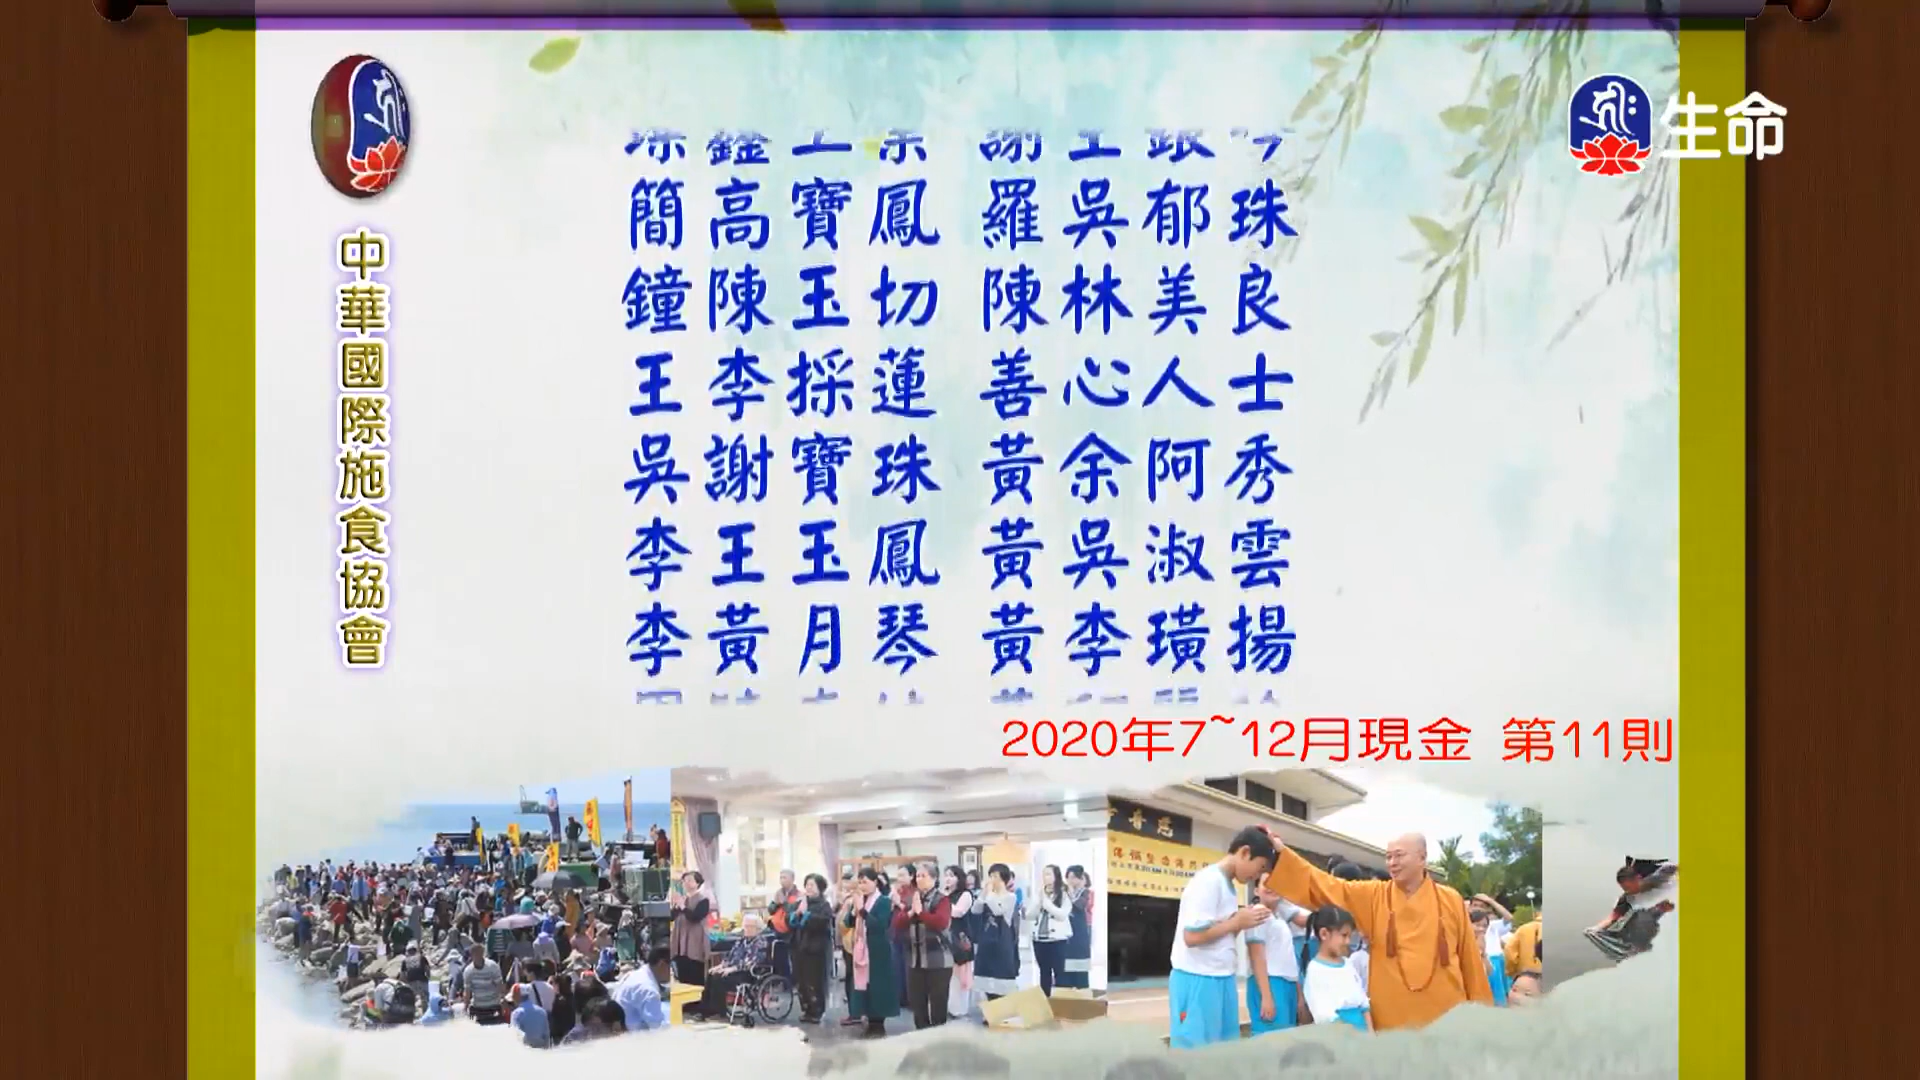 生命
中華國際施食協會
簡高寶鳳 羅吳郁珠
鐘陳玉切 陳林美良
王李採蓮 善心人士
吳謝寶珠 黃余阿秀
李王玉鳳 黃吳淑雲
李黃月琴 黃李璜揚
2020年7~12月現金 第11則